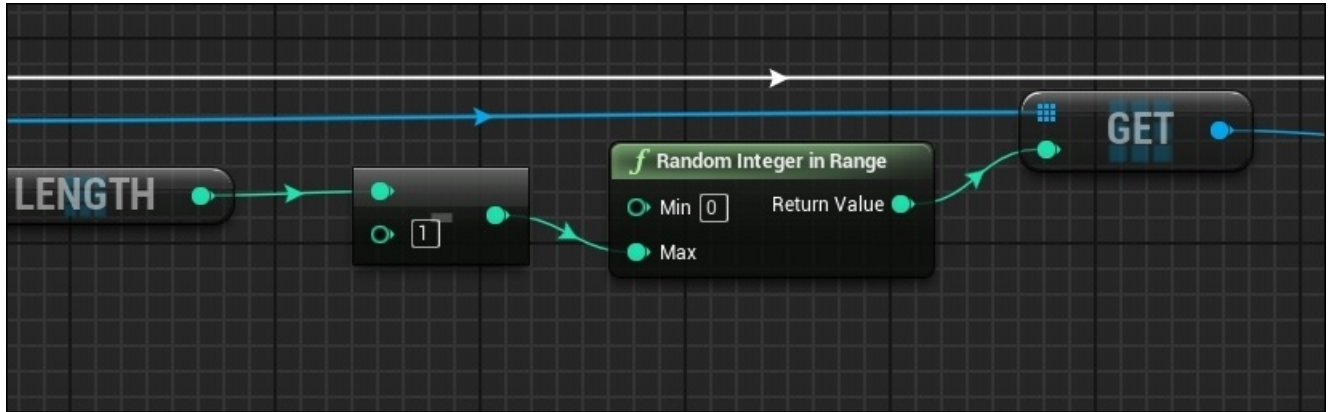 GET
LENGTH
-
1
f Random Integer in Range
Min 0
Return Value
Max